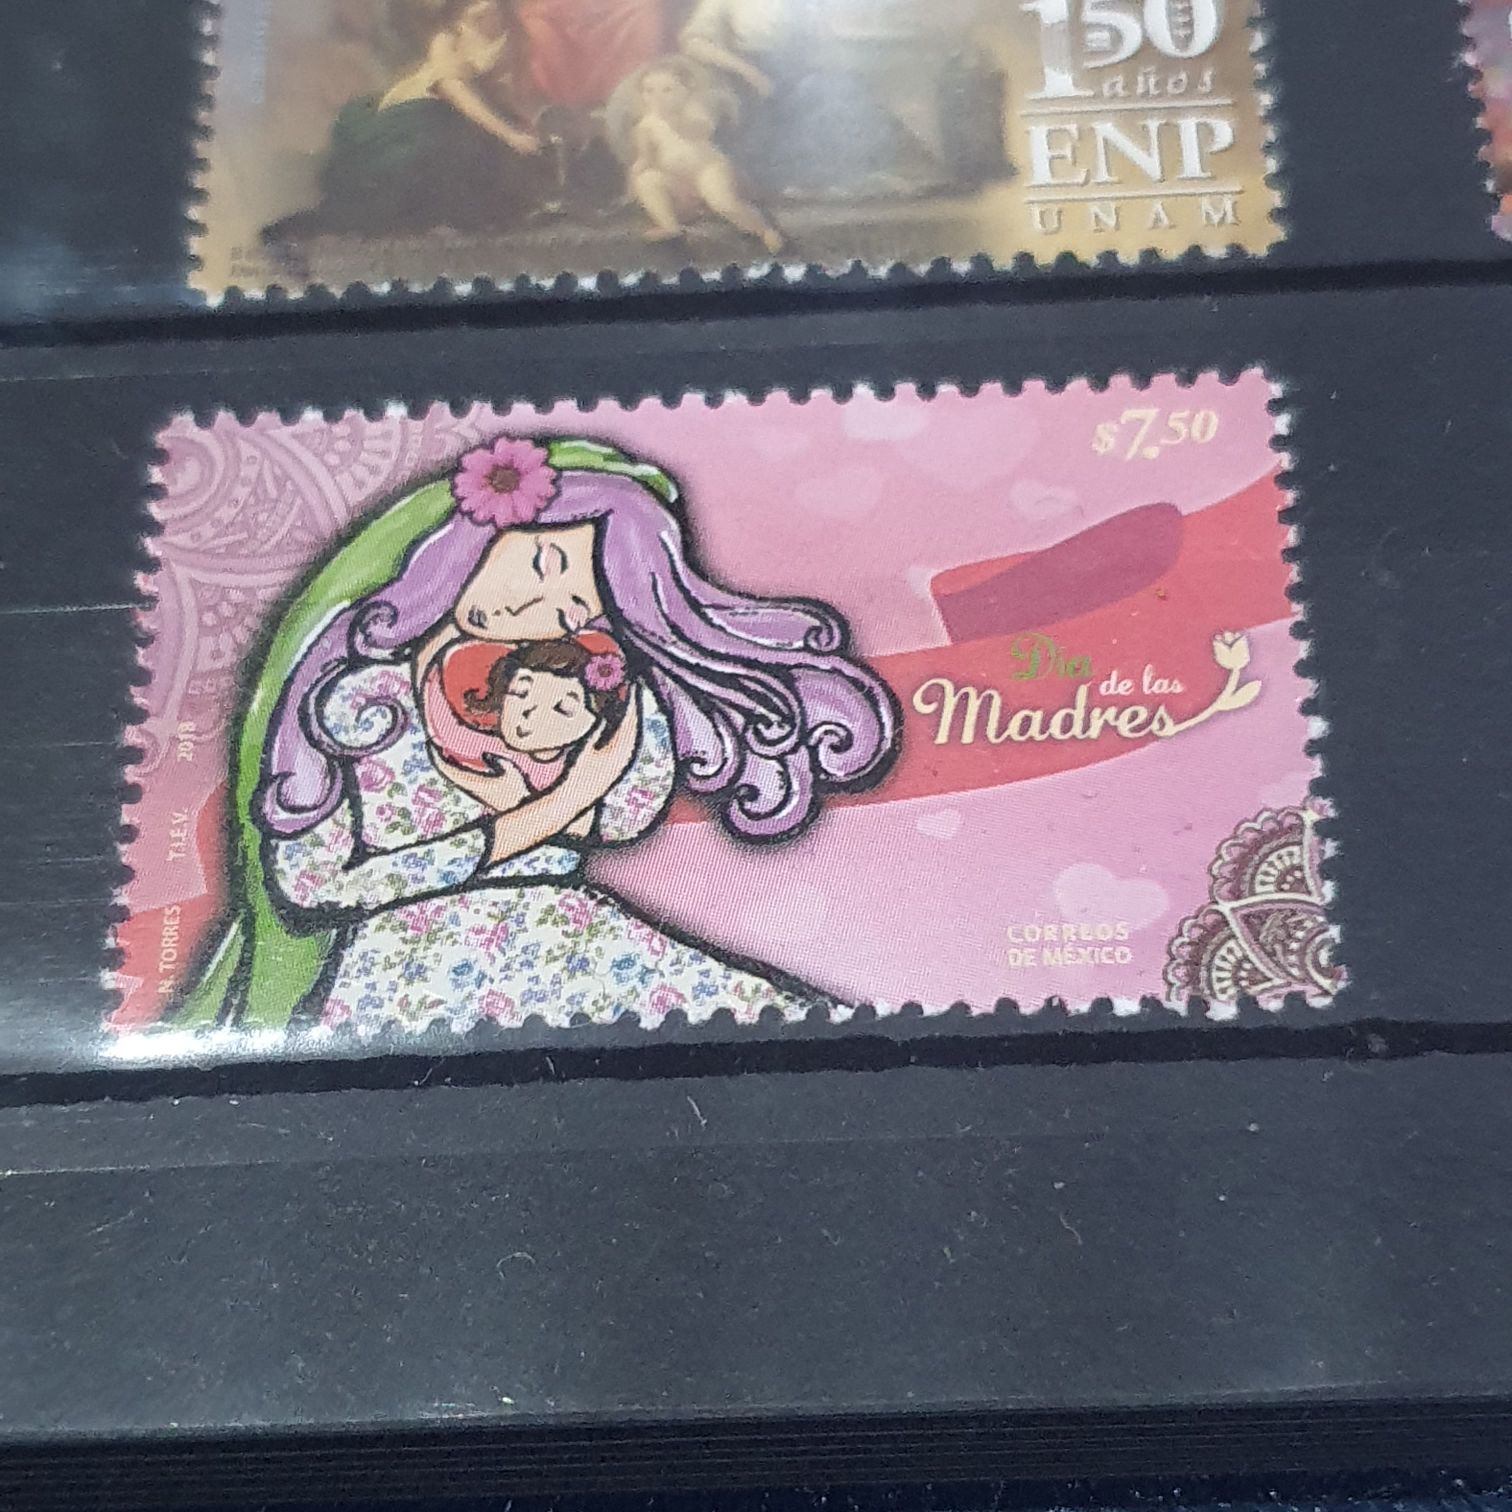 150
años
ENP
UNAM
$7.50
Día
de las
Madres
CORREOS
DE MÉXICO
N. TORRES T.I.E.V. 2018